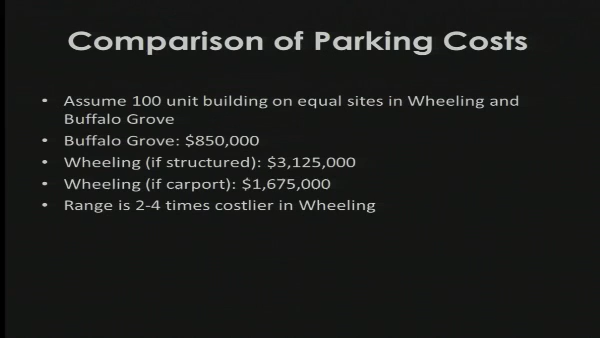 Comparison of Parking Costs
• Assume 100 unit building on equal sites in Wheeling and
Buffalo Grove
• Buffalo Grove: $850,000
• Wheeling (if structured): $3,125,000
• Wheeling (if carport): $1,675,000
• Range is 2-4 times costlier in Wheeling